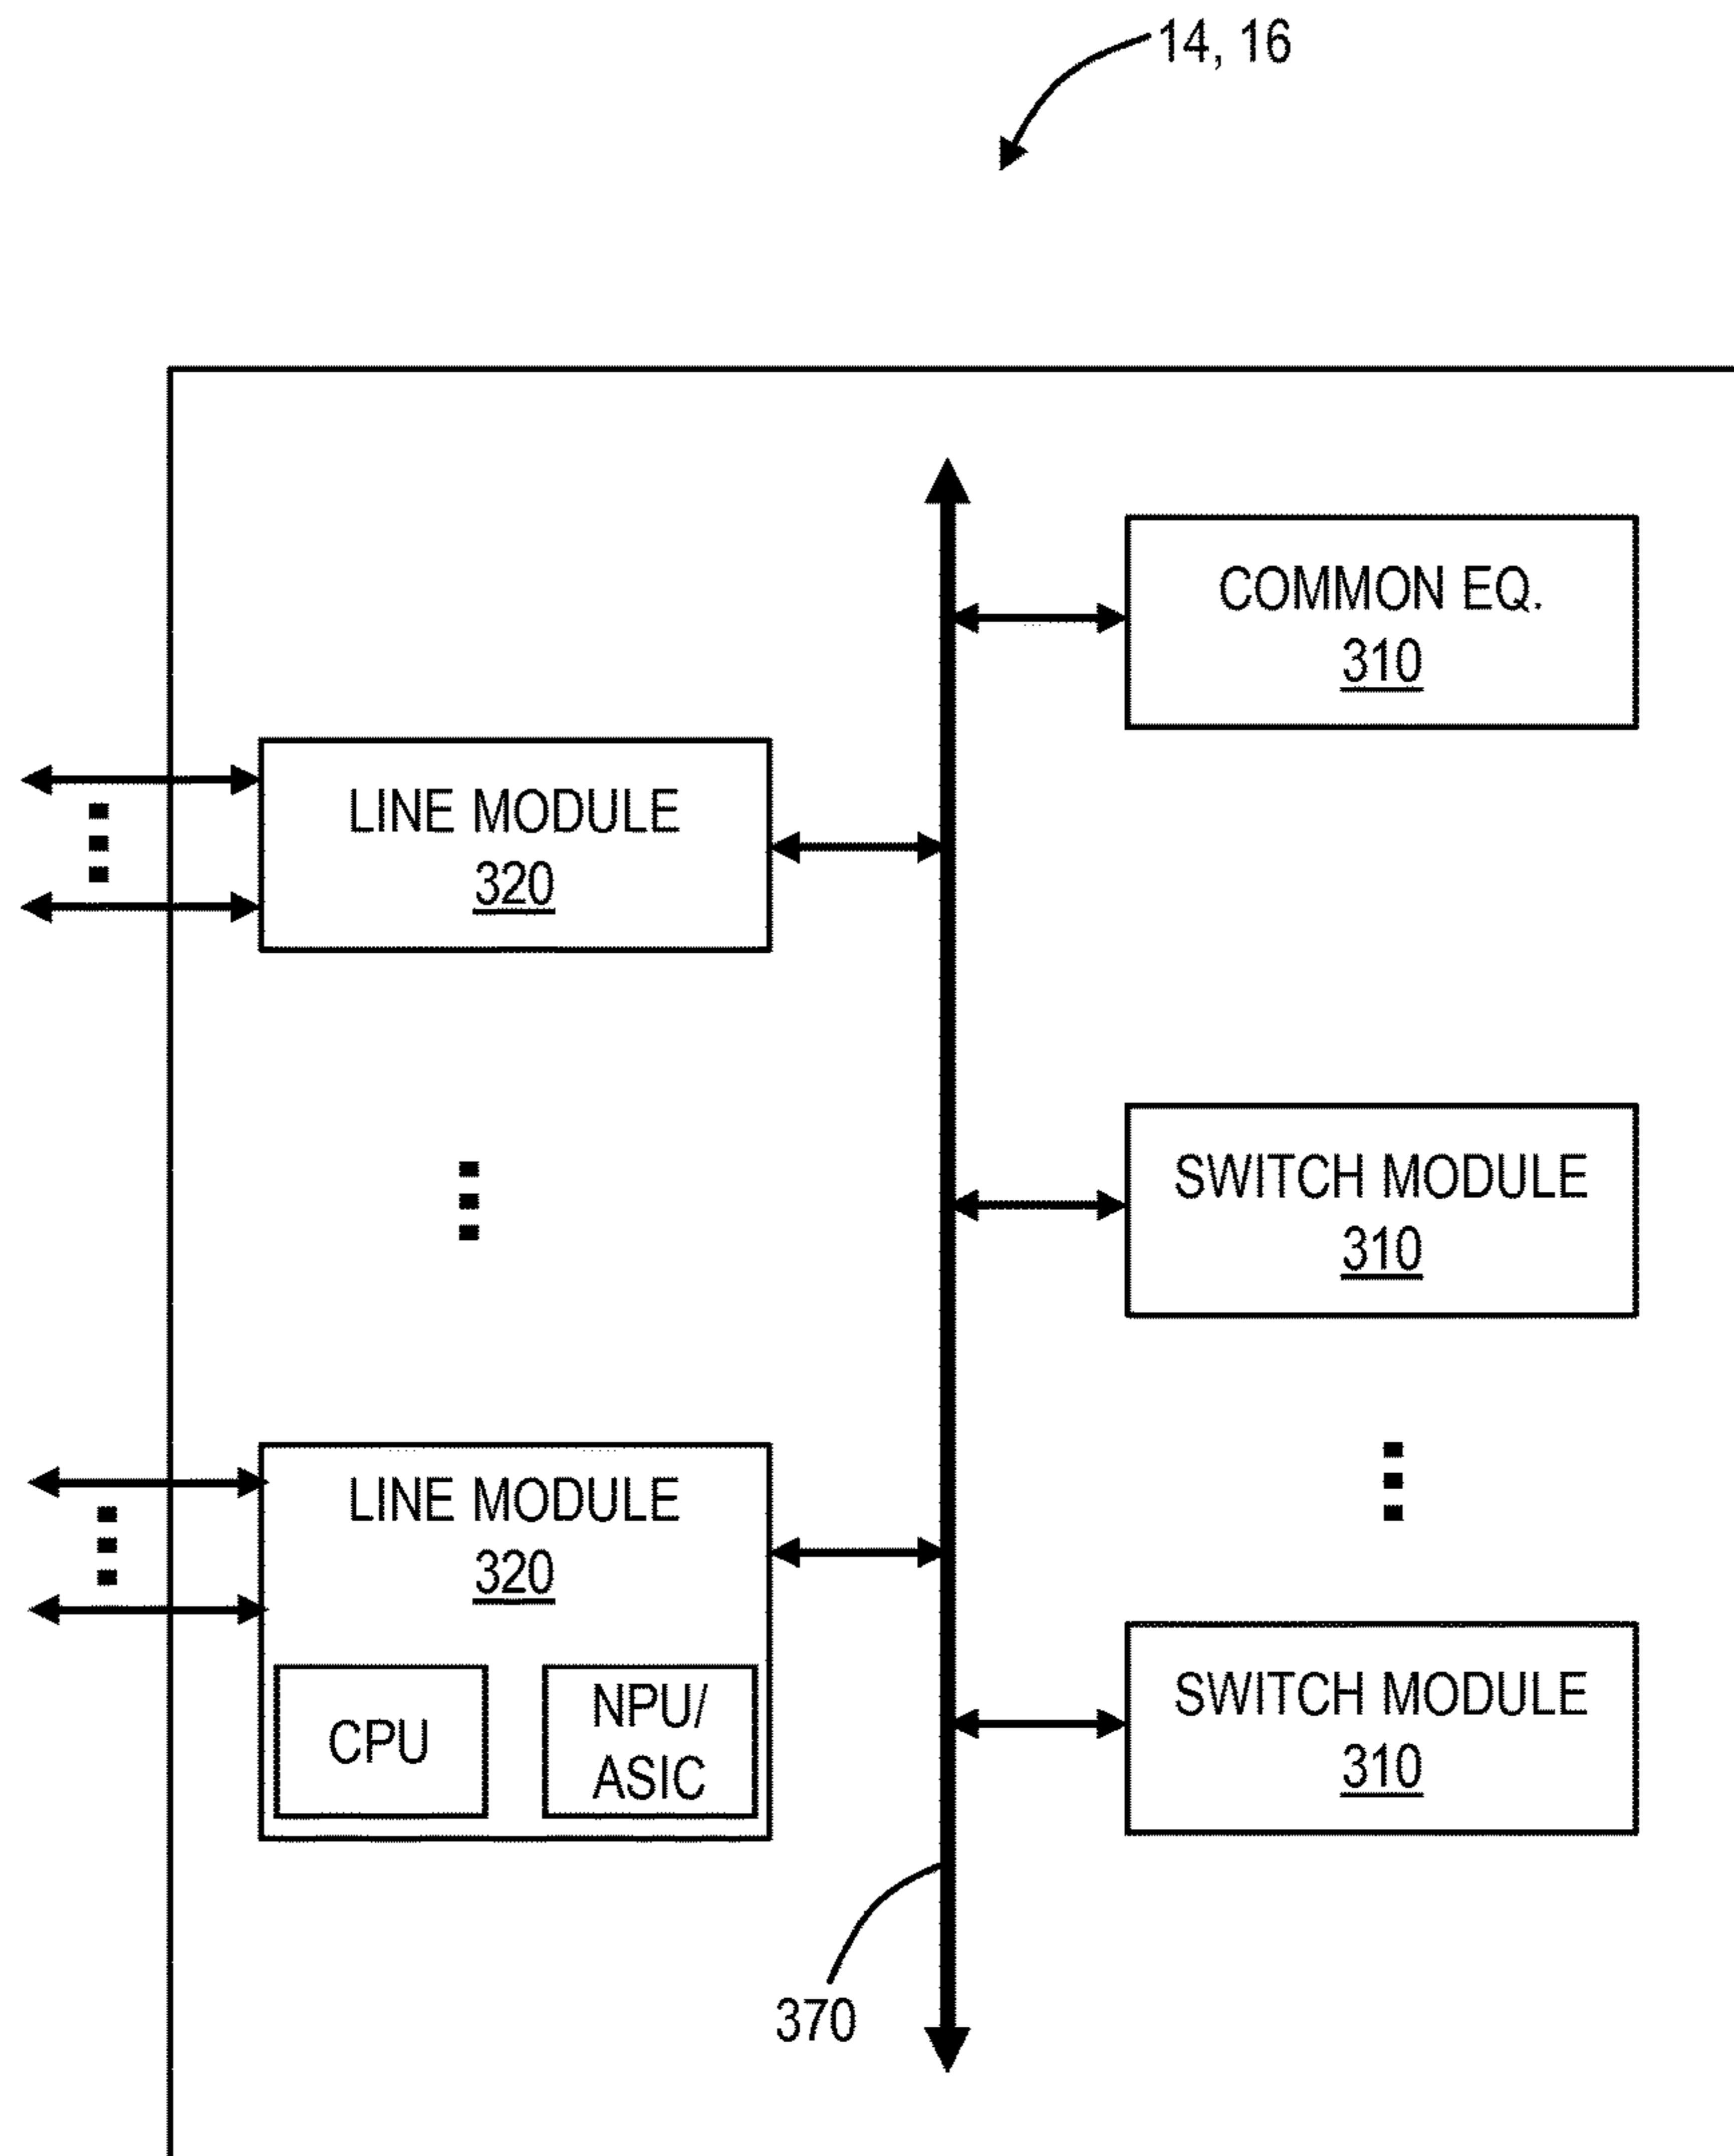 14, 16
COMMON EQ.
310
LINE MODULE
320
SWITCH MODULE
310
LINE MODULE
320
CPU
NPU/
ASIC
SWITCH MODULE
310
370